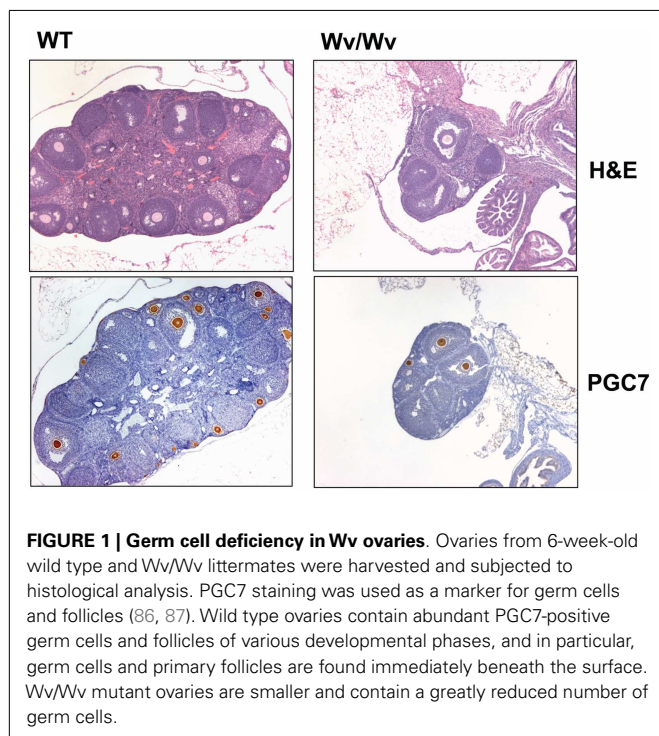 WT
Wv/Wv
H&E
PGC7
FIGURE 1 | Germ cell deficiency in Wv ovaries. Ovaries from 6-week-old
wild type and Wv/Wv littermates were harvested and subjected to
histological analysis. PGC7 staining was used as a marker for germ cells
and follicles (86, 87). Wild type ovaries contain abundant PGC7-positive
germ cells and follicles of various developmental phases, and in particular,
germ cells and primary follicles are found immediately beneath the surface.
Wv/Wv mutant ovaries are smaller and contain a greatly reduced number of
germ cells.